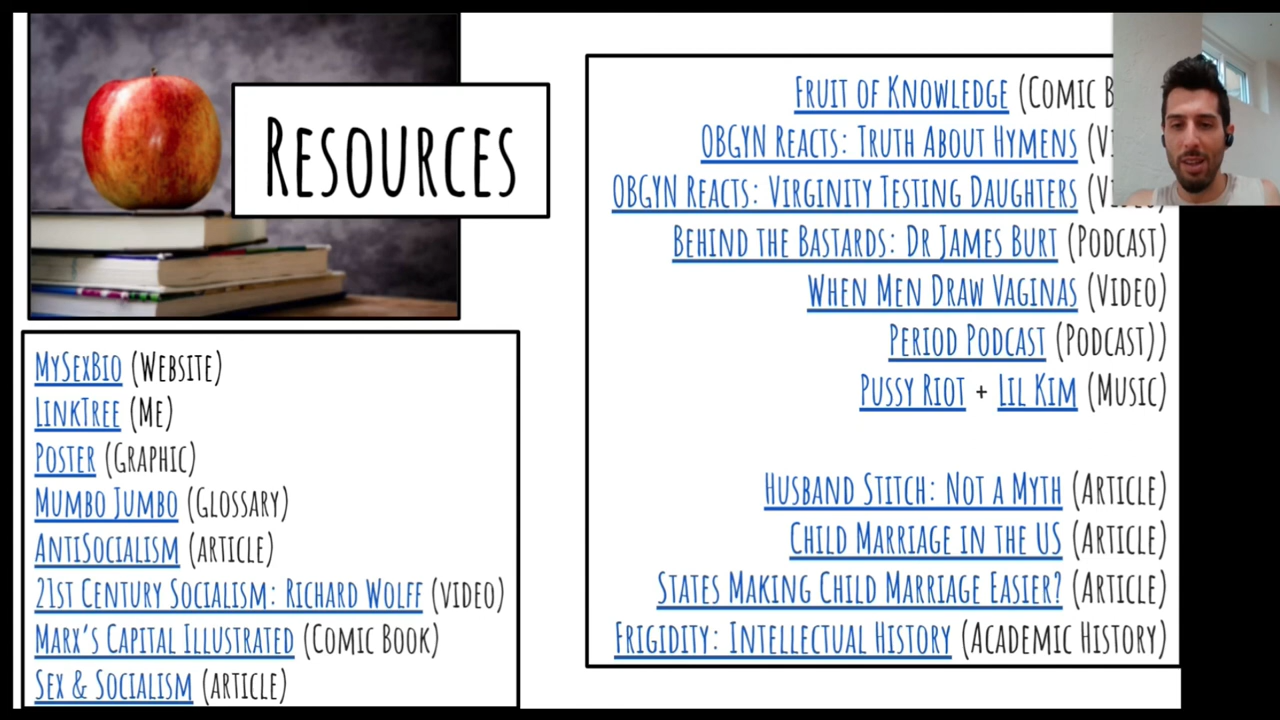 Resources
MySexBio (Website)
LinkTree (Me)
Poster (Graphic)
Mumbo Jumbo (Glossary)
AntiSocialism (article)
21st Century Socialism: Richard Wolff (video)
Marx's Capital Illustrated (Comic Book)
Sex & Socialism (article)
Fruit of Knowledge (Comic
OBGYN Reacts: Truth About Hymens
OBGYN Reacts: Virginity Testing Daughters (Video)
Behind the Bastards: Dr James Burt (Podcast)
When Men Draw Vaginas (Video)
Period Podcast (Podcast))
Pussy Riot + Lil Kim (Music)
Husband Stitch: Not a Myth (Article)
Child Marriage in the US (Article)
States Making Child Marriage Easier? (Article)
Frigidity: Intellectual History (Academic History)